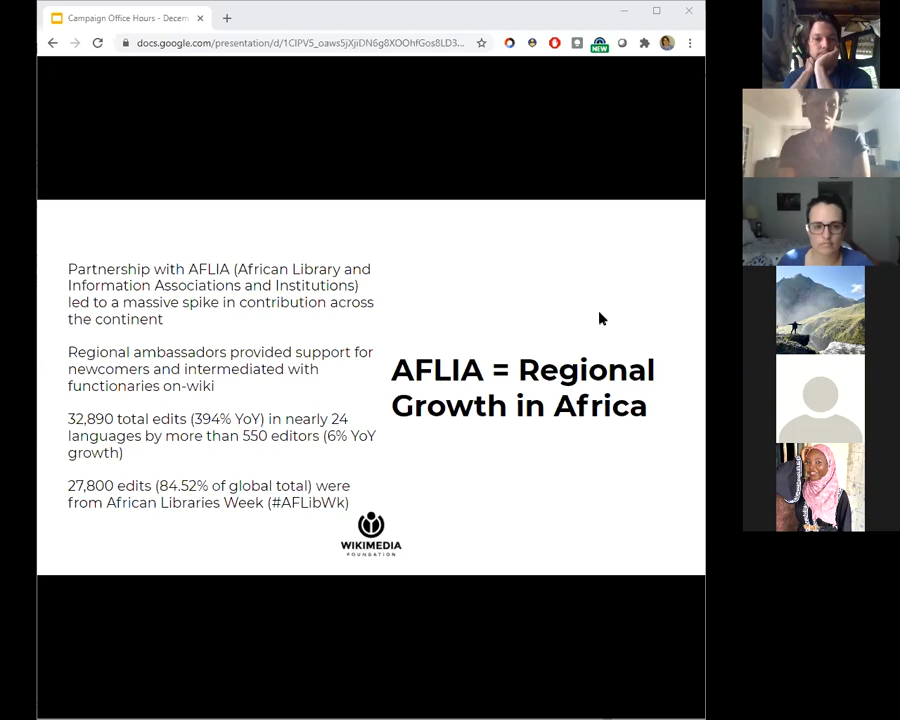 Campaign Office Hours - Decem
docs.google.com/presentation/d/1CIPV5_oaws5jXjiDN6g8XOOhfGos8LD3...
NEW
Partnership with AFLIA (African Library and
Information Associations and Institutions)
led to a massive spike in contribution across
the continent
Regional ambassadors provided support for
newcomers and intermediated with
functionaries on-wiki
32,890 total edits (394% YoY) in nearly 24
languages by more than 550 editors (6% YoY
growth)
27,800 edits (84.52% of global total) were
from African Libraries Week (#AFLibWk)
AFLIA = Regional
Growth in Africa
WIKIMEDIA
FOUNDATION